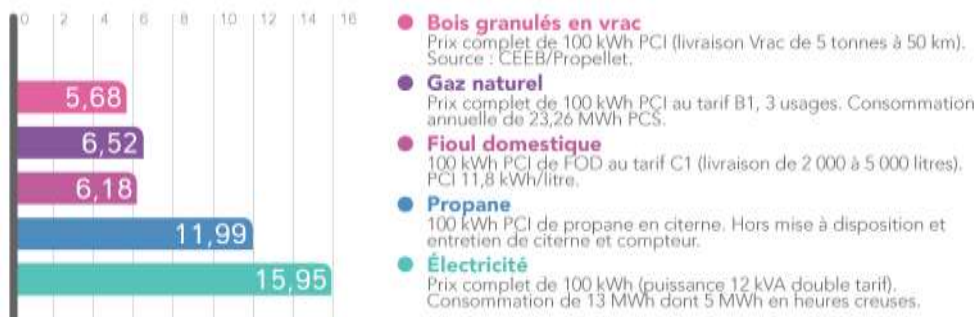 0 2 4 6 8 10 12 14 16
5,68
6,52
6,18
11,99
15,95
Bois granulés en vrac
Prix complet de 100 kWh PCI (livraison Vrac de 5 tonnes à 50 km).
Source : CEEB/Propellet.
Gaz naturel
Prix complet de 100 kWh PCI au tarif B1, 3 usages. Consommation
annuelle de 23,26 MWh PCS.
Fioul domestique
100 kWh PCI de FOD au tarif C1 (livraison de 2 000 à 5 000 litres).
PCI 11,8 kWh/litre.
Propane
100 kWh PCI de propane en citerne. Hors mise à disposition et
entretien de citerne et compteur.
Électricité
Prix complet de 100 kWh (puissance 12 kVA double tarif).
Consommation de 13 MWh dont 5 MWh en heures creuses.